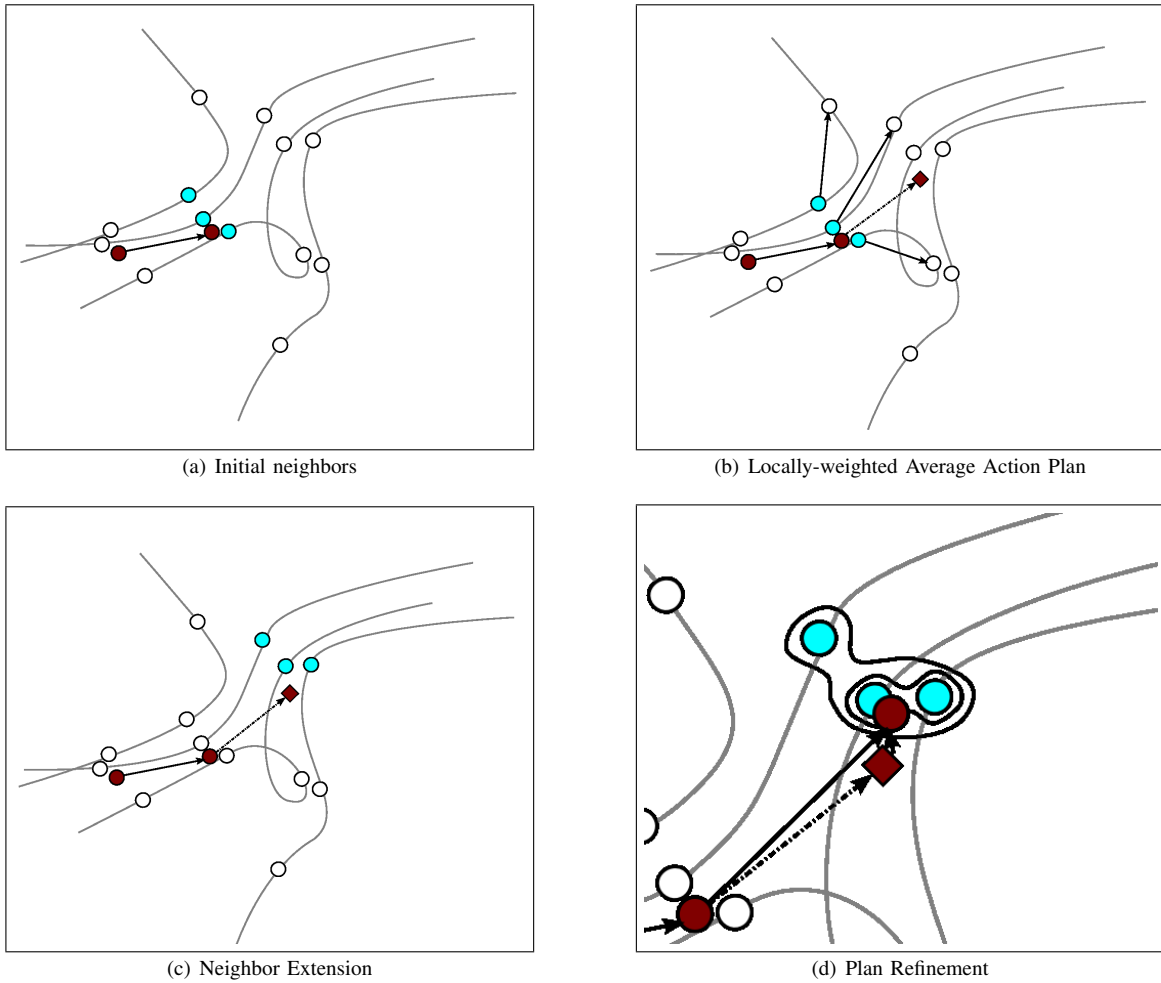 (a) Initial neighbors
(b) Locally-weighted Average Action Plan
(c) Neighbor Extension
(d) Plan Refinement